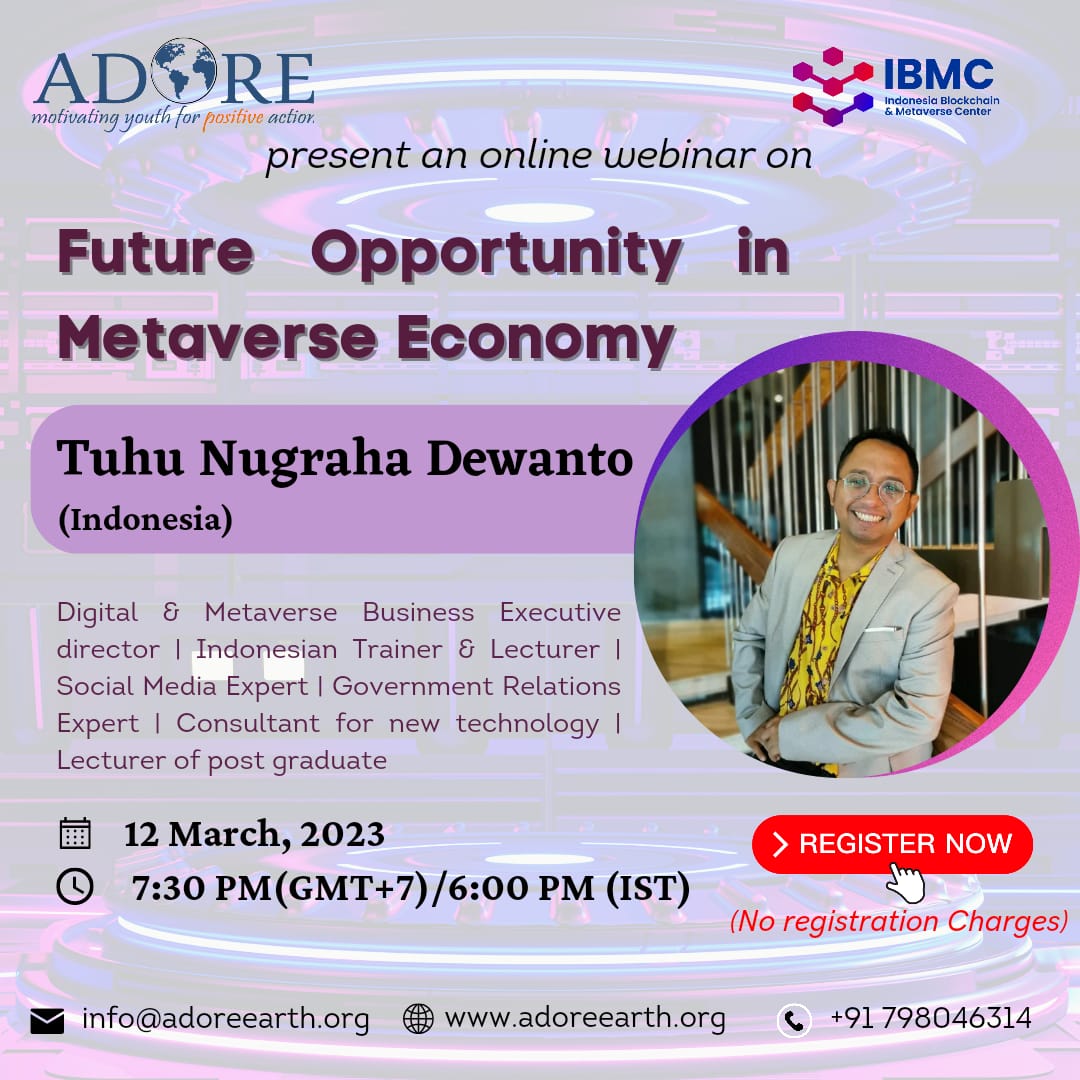 ADORE
motivating youth for positive action.
IBMC
Indonesia Blockchain
& Metaverse Center
present an online webinar on
Future Opportunity in
Metaverse Economy
Tuhu Nugraha Dewanto
(Indonesia)
Digital & Metaverse Business Executive
director | Indonesian Trainer & Lecturer |
Social Media Expert | Government Relations
Expert | Consultant for new technology |
Lecturer of post graduate
12 March, 2023
7:30 PM(GMT+7)/6:00 PM (IST)
> REGISTER NOW
(No registration Charges)
info@adoreearth.org
www.adoreearth.org
+91 798046314